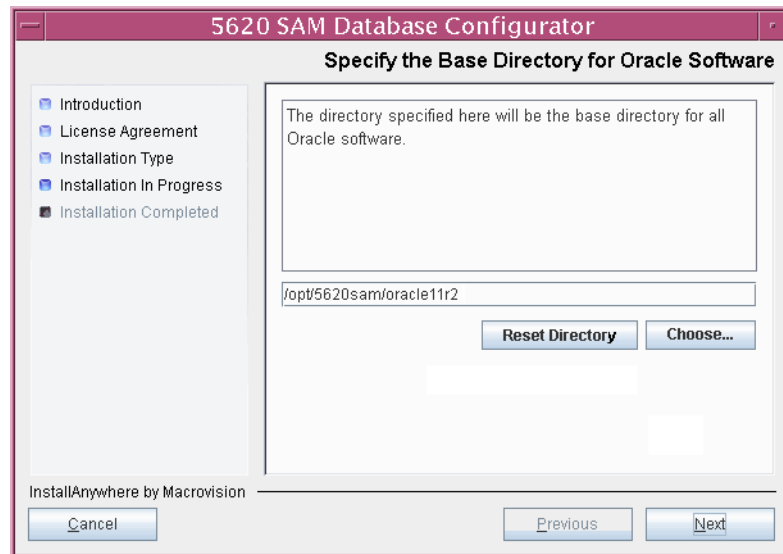 5620 SAM Database Configurator
Specify the Base Directory for Oracle Software
Introduction
License Agreement
Installation Type
Installation In Progress
Installation Completed
The directory specified here will be the base directory for all
Oracle software.
/opt/5620sam/oracle11r2
Reset Directory
Choose...
InstallAnywhere by Macrovision
Cancel
Previous
Next